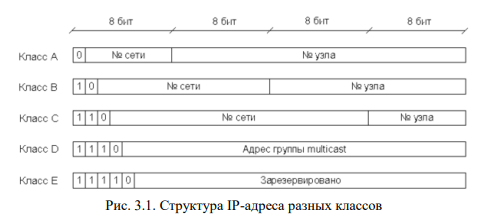 8 бит 8 бит 8 бит 8 бит
Класс A 0 № сети № узла
Класс B 1 0 № сети № узла
Класс C 1 1 0 № сети № узла
Класс D 1 1 1 0 Адрес группы multicast
Класс E 1 1 1 1 0 Зарезервировано
Рис. 3.1. Структура IP-адреса разных классов